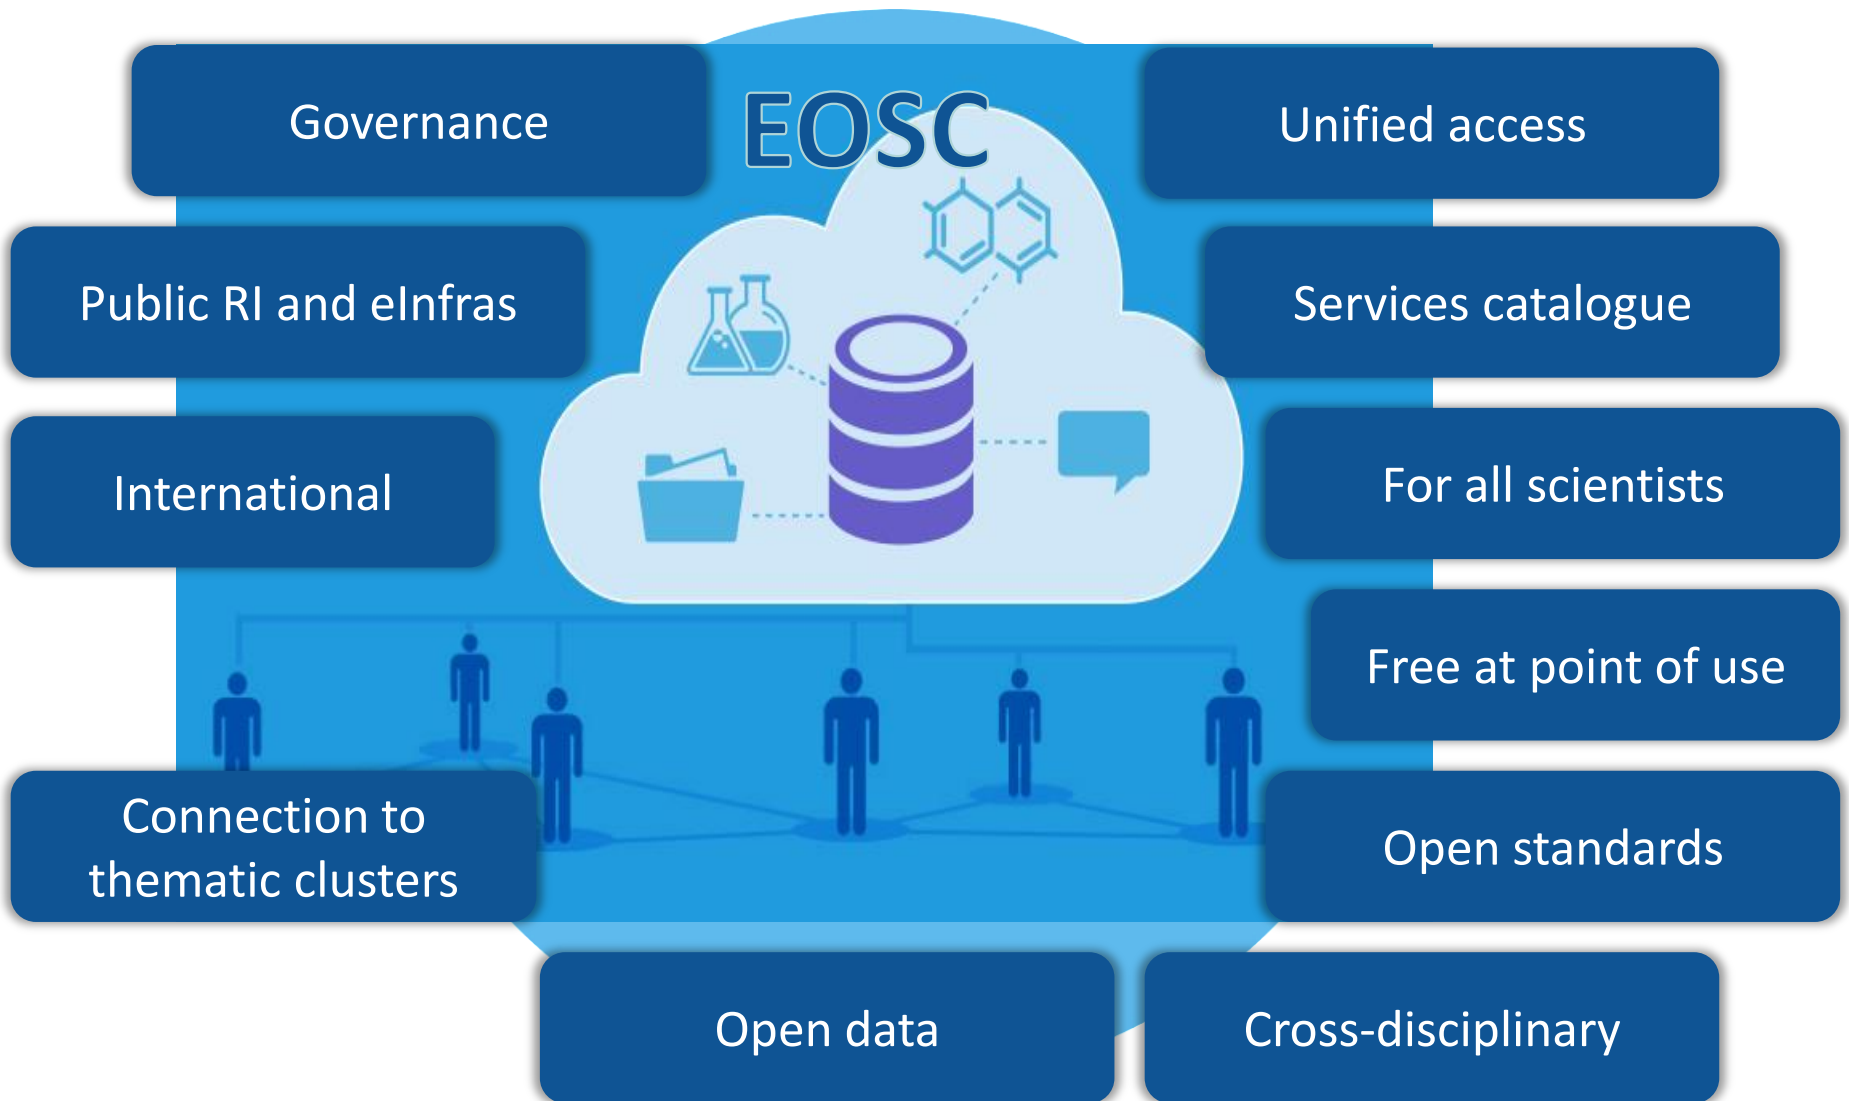 EOSC
Governance
Unified access
Public RI and eInfras
Services catalogue
International
For all scientists
Free at point of use
Connection to
thematic clusters
Open standards
Open data
Cross-disciplinary